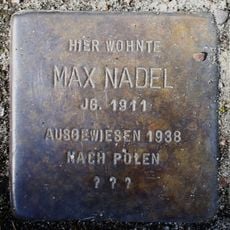 HIER WOHNTE
MAX NADEL
JG. 1911
AUSGEWIESEN 1938
NACH POLEN
? ? ?